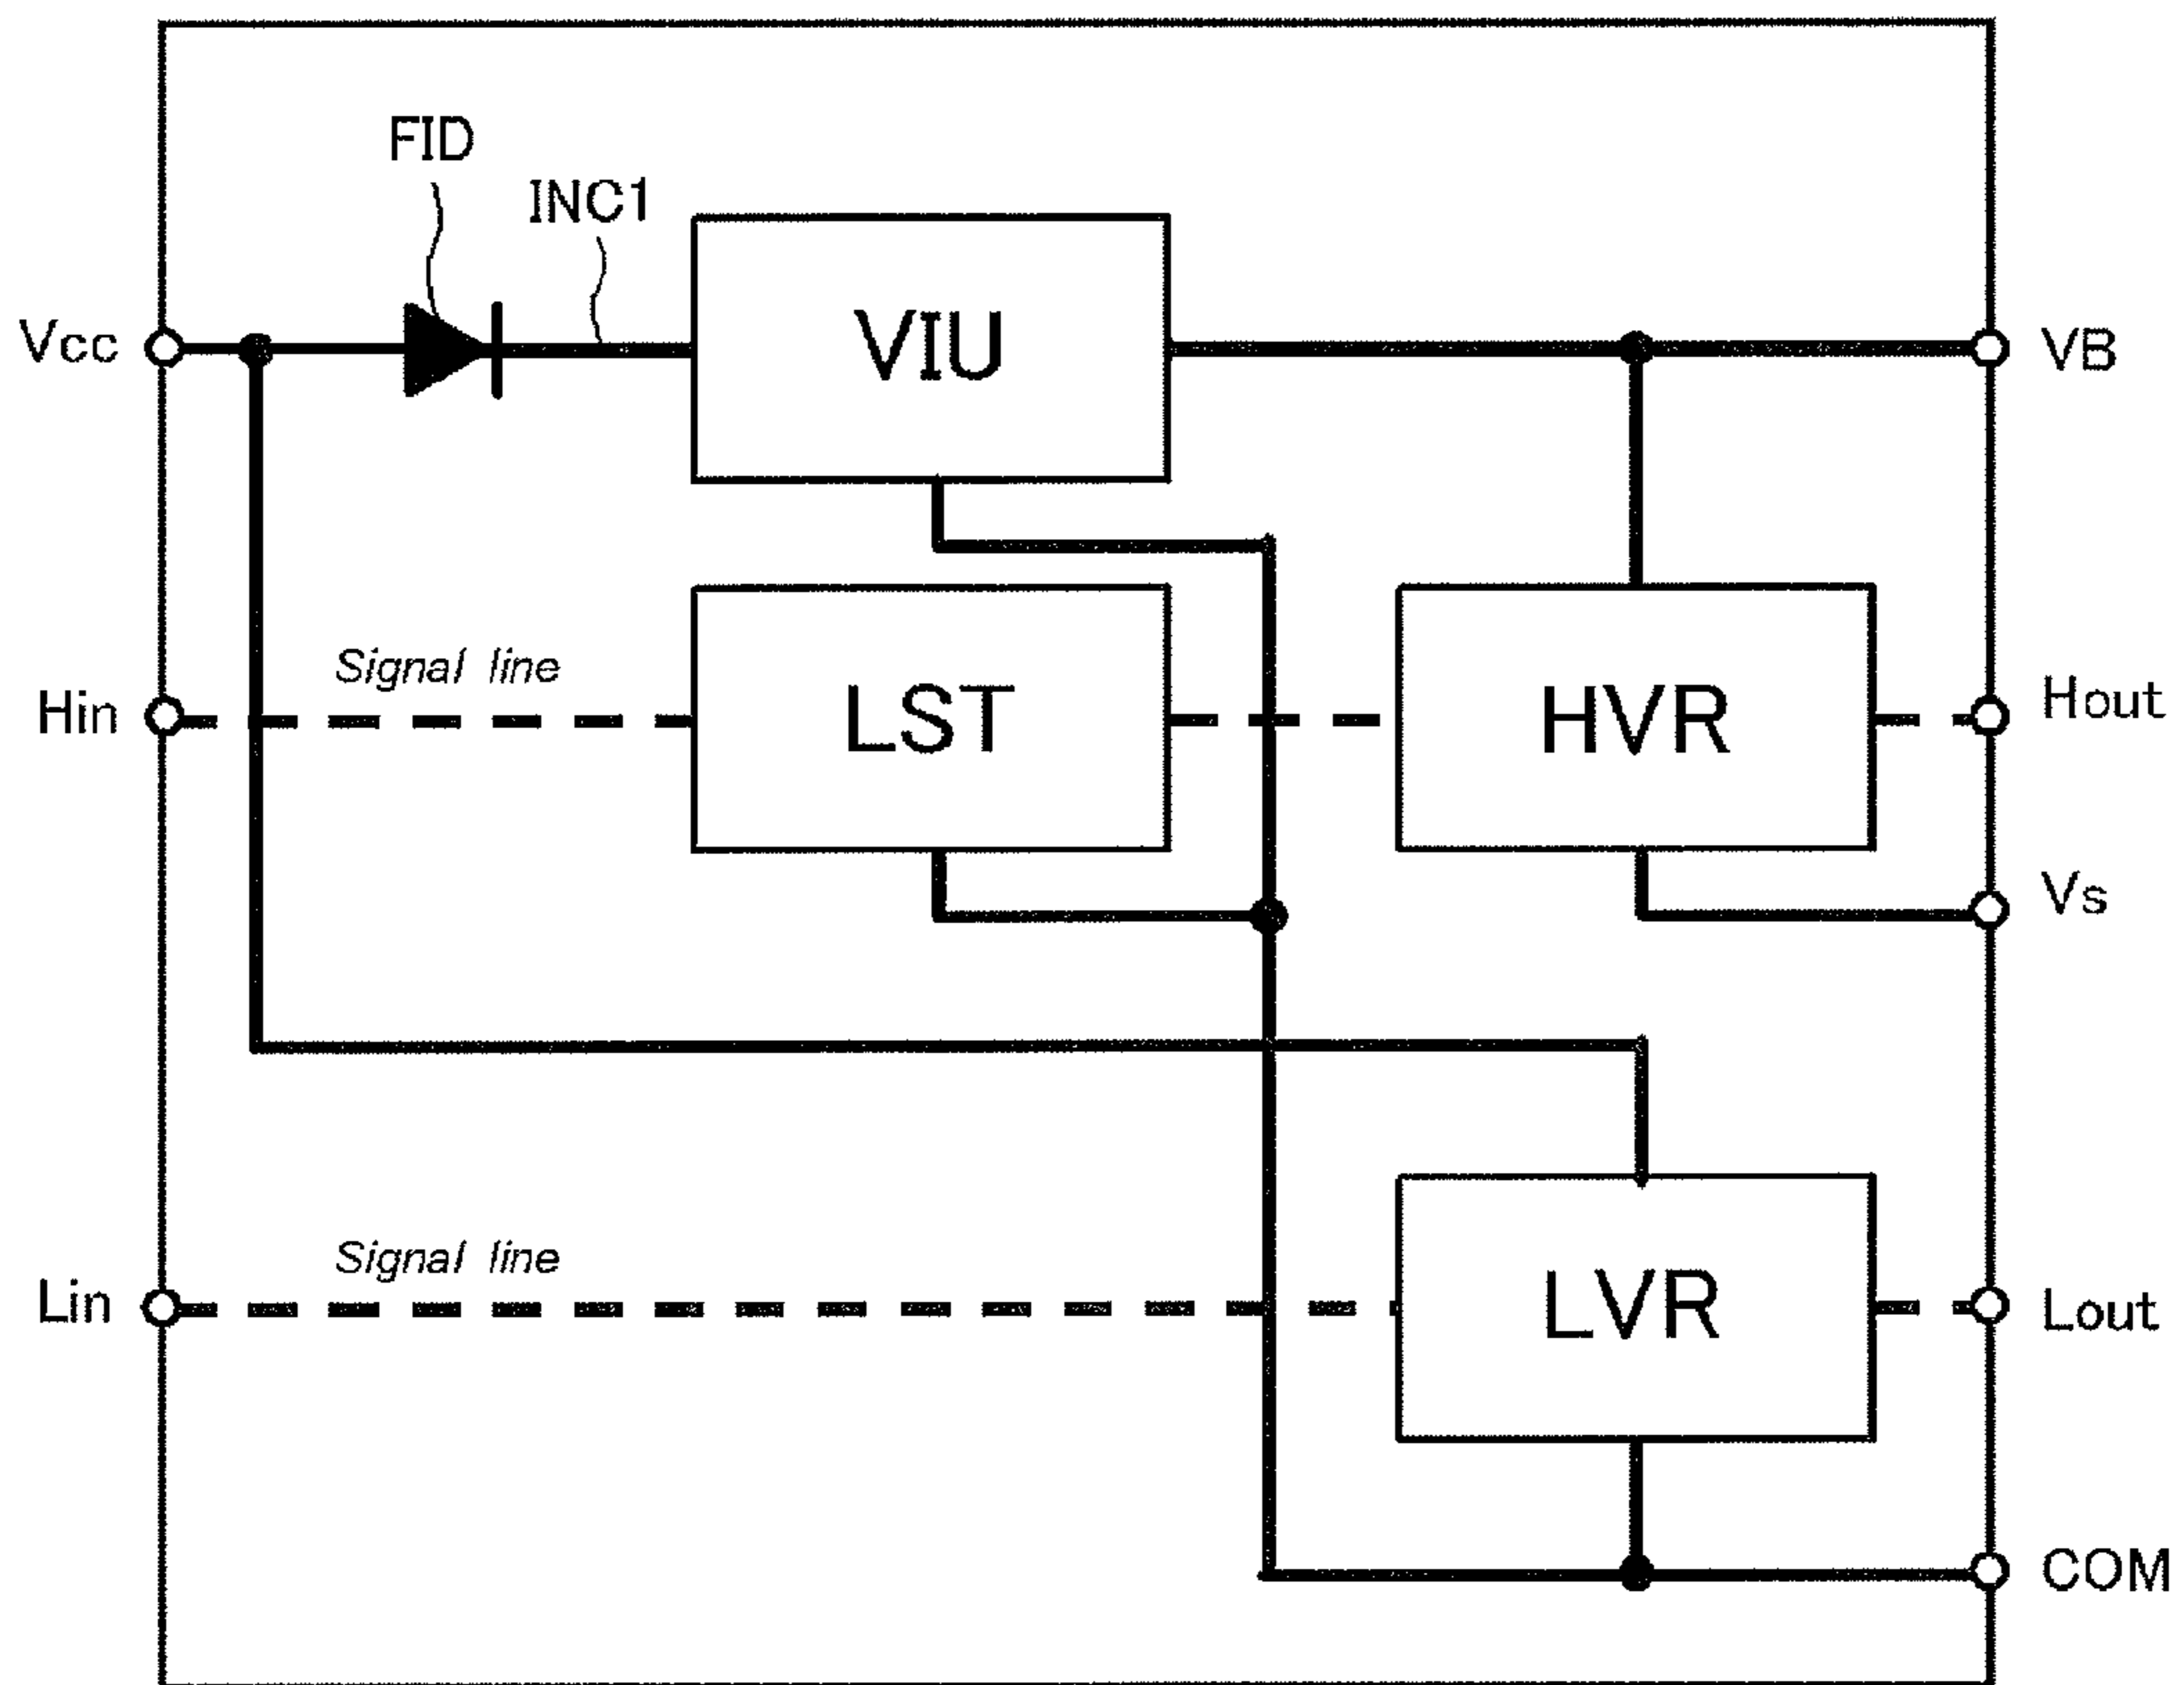 FID
INC1
Vcc
VIU
VB
Signal line
Hin
LST
HVR
Hout
Vs
Signal line
Lin
LVR
Lout
COM